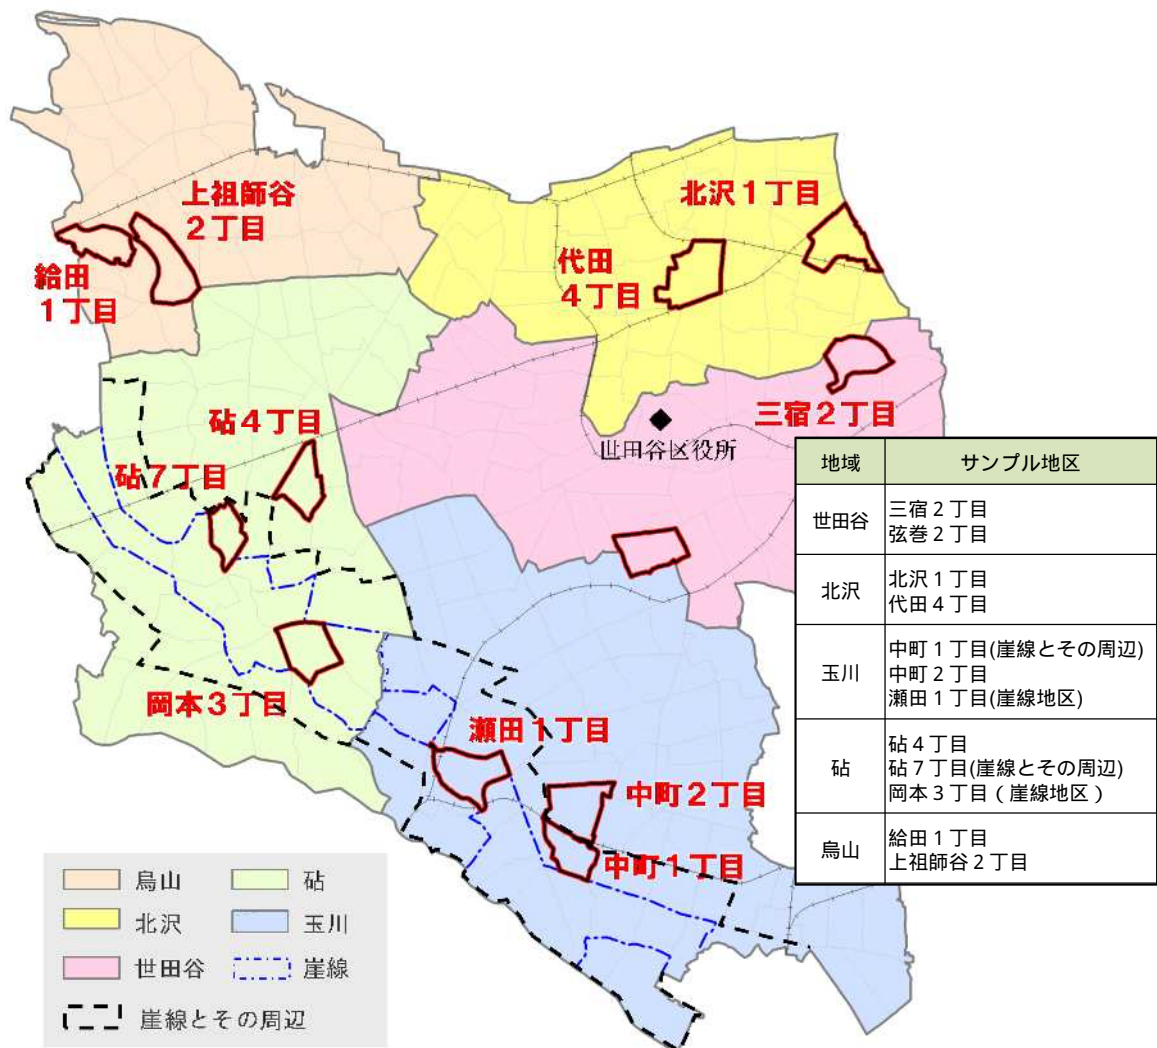 上祖師谷
2丁目
給田
1丁目
北沢1丁目
代田
4丁目
三宿2丁目
世田谷区役所
砧4丁目
砧7丁目
岡本3丁目
瀬田1丁目
中町2丁目
中町1丁目
地域 サンプル地区
世田谷 三宿2丁目
弦巻2丁目
北沢 北沢1丁目
代田4丁目
玉川 中町1丁目(崖線とその周辺)
中町2丁目
瀬田1丁目(崖線地区)
砧 砧4丁目
砧7丁目(崖線とその周辺)
岡本3丁目(崖線地区)
烏山 給田1丁目
上祖師谷2丁目
烏山 砧
北沢 玉川
世田谷 崖線
崖線とその周辺